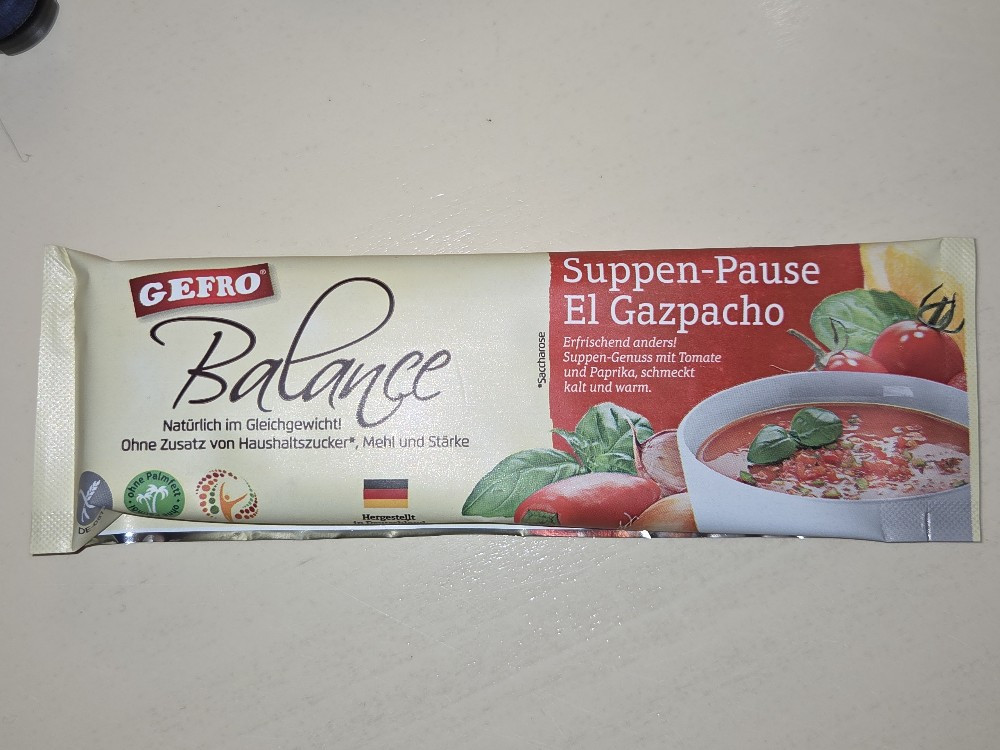 GEFRO®
Balance
Natürlich im Gleichgewicht!
Ohne Zusatz von Haushaltszucker*, Mehl und Stärke
*Saccharose
Suppen-Pause
El Gazpacho
Erfrischend anders!
Suppen-Genuss mit Tomate
und Paprika, schmeckt
kalt und warm.
ohne Palmfett
Hergestellt